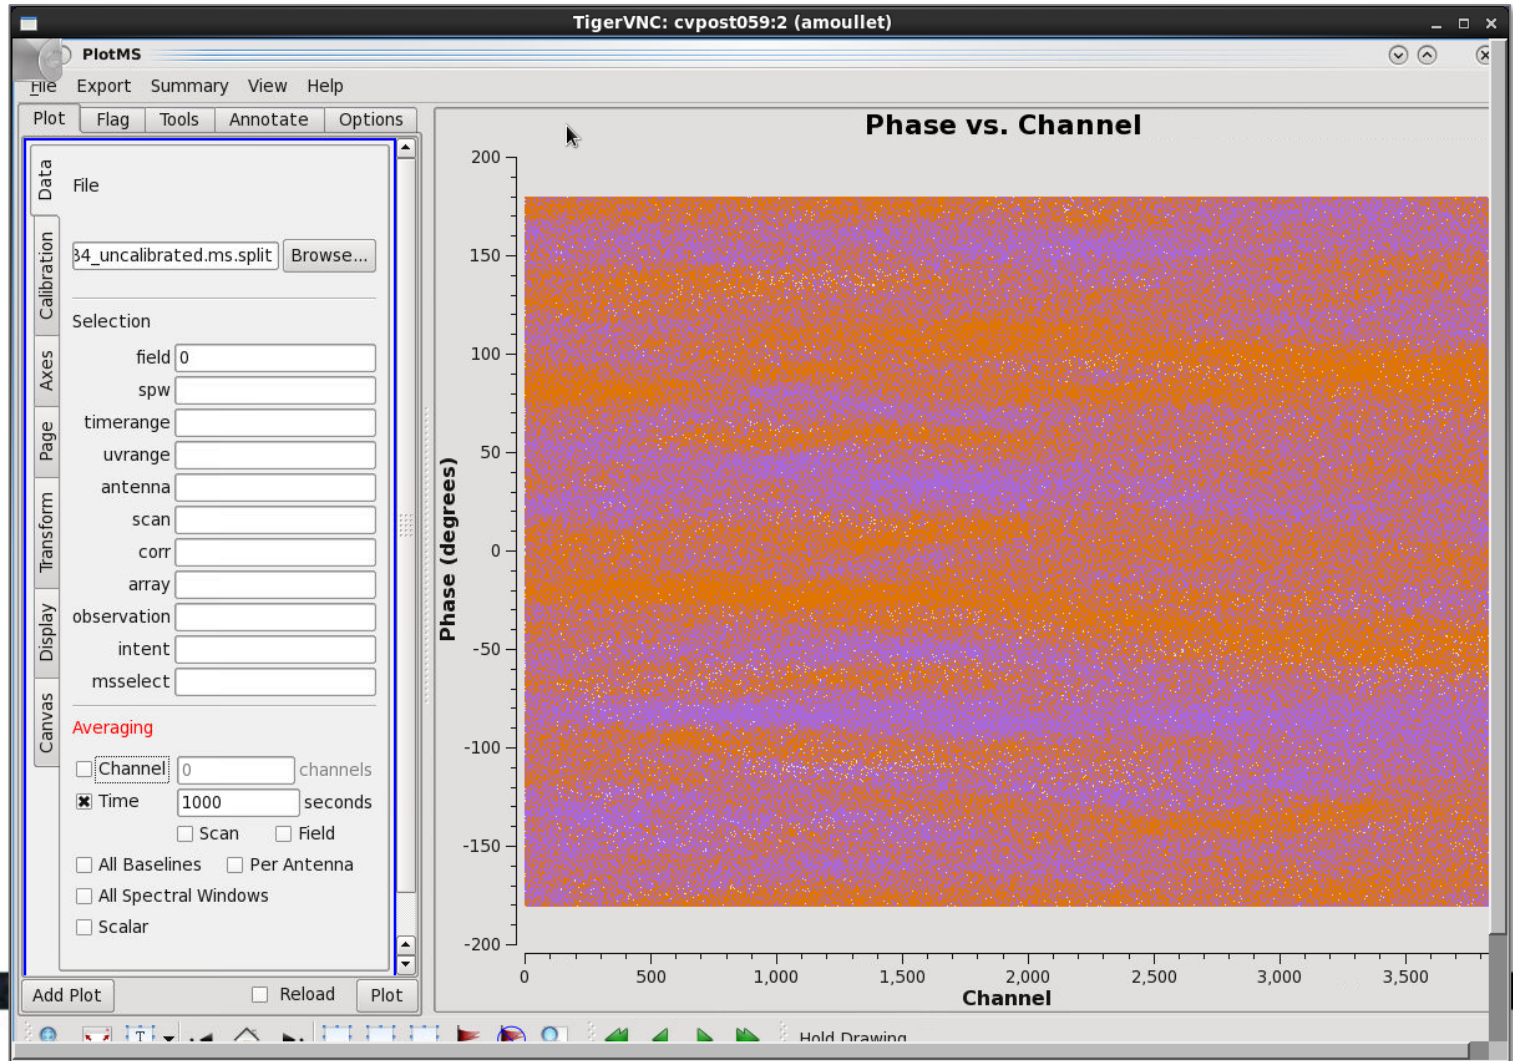 TigerVNC: cvpost059:2 (amoullet)
PlotMS
File Export Summary View Help
Plot Flag Tools Annotate Options
Data
Calibration
Axes
Page
Transform
Display
Canvas
File
34_uncalibrated.ms.split Browse...
Selection
field 0
spw
timerange
uvrange
antenna
scan
corr
array
observation
intent
msselect
Averaging
Channel 0 channels
Time 1000 seconds
Scan Field
All Baselines Per Antenna
All Spectral Windows
Scalar
Add Plot Reload Plot
Phase vs. Channel
Phase (degrees)
200
150
100
50
0
-50
-100
-150
-200
0 500 1,000 1,500 2,000 2,500 3,000 3,500
Channel
T
Hold Drawing